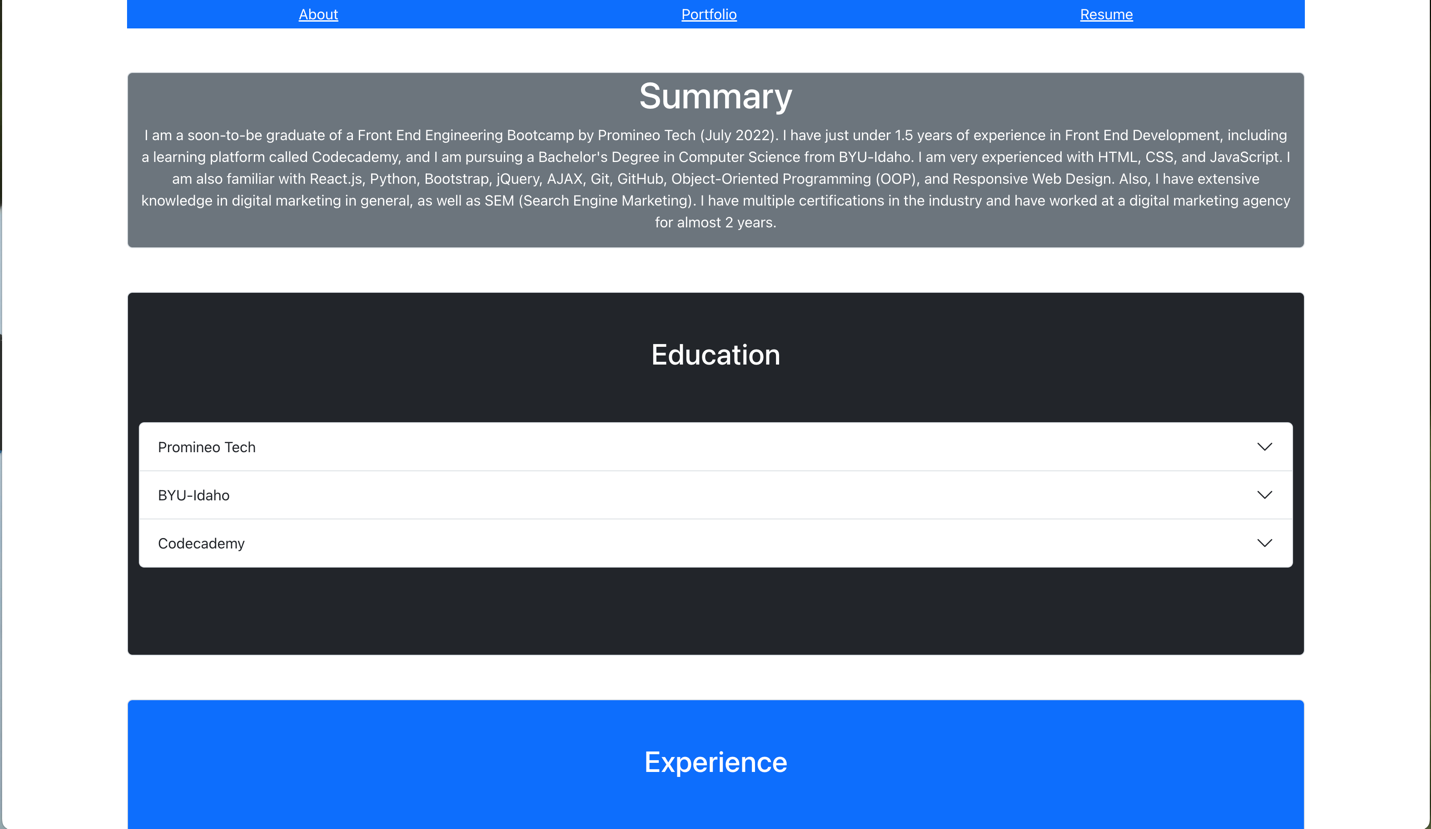 About Portfolio Resume
Summary
I am a soon-to-be graduate of a Front End Engineering Bootcamp by Promineo Tech (July 2022). I have just under 1.5 years of experience in Front End Development, including
a learning platform called Codecademy, and I am pursuing a Bachelor's Degree in Computer Science from BYU-Idaho. I am very experienced with HTML, CSS, and JavaScript. I
am also familiar with React.js, Python, Bootstrap, jQuery, AJAX, Git, GitHub, Object-Oriented Programming (OOP), and Responsive Web Design. Also, I have extensive
knowledge in digital marketing in general, as well as SEM (Search Engine Marketing). I have multiple certifications in the industry and have worked at a digital marketing agency
for almost 2 years.
Education
Promineo Tech
BYU-Idaho
Codecademy
Experience